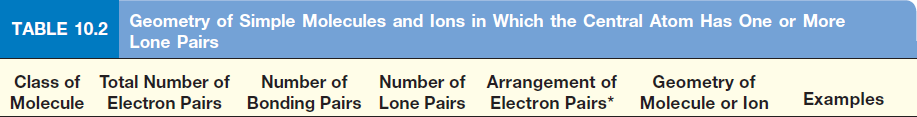 TABLE 10.2
Geometry of Simple Molecules and Ions in Which the Central Atom Has One or More
Lone Pairs
Class of Total Number of Number of Number of Arrangement of Geometry of
Molecule Electron Pairs Bonding Pairs Lone Pairs Electron Pairs* Molecule or Ion Examples